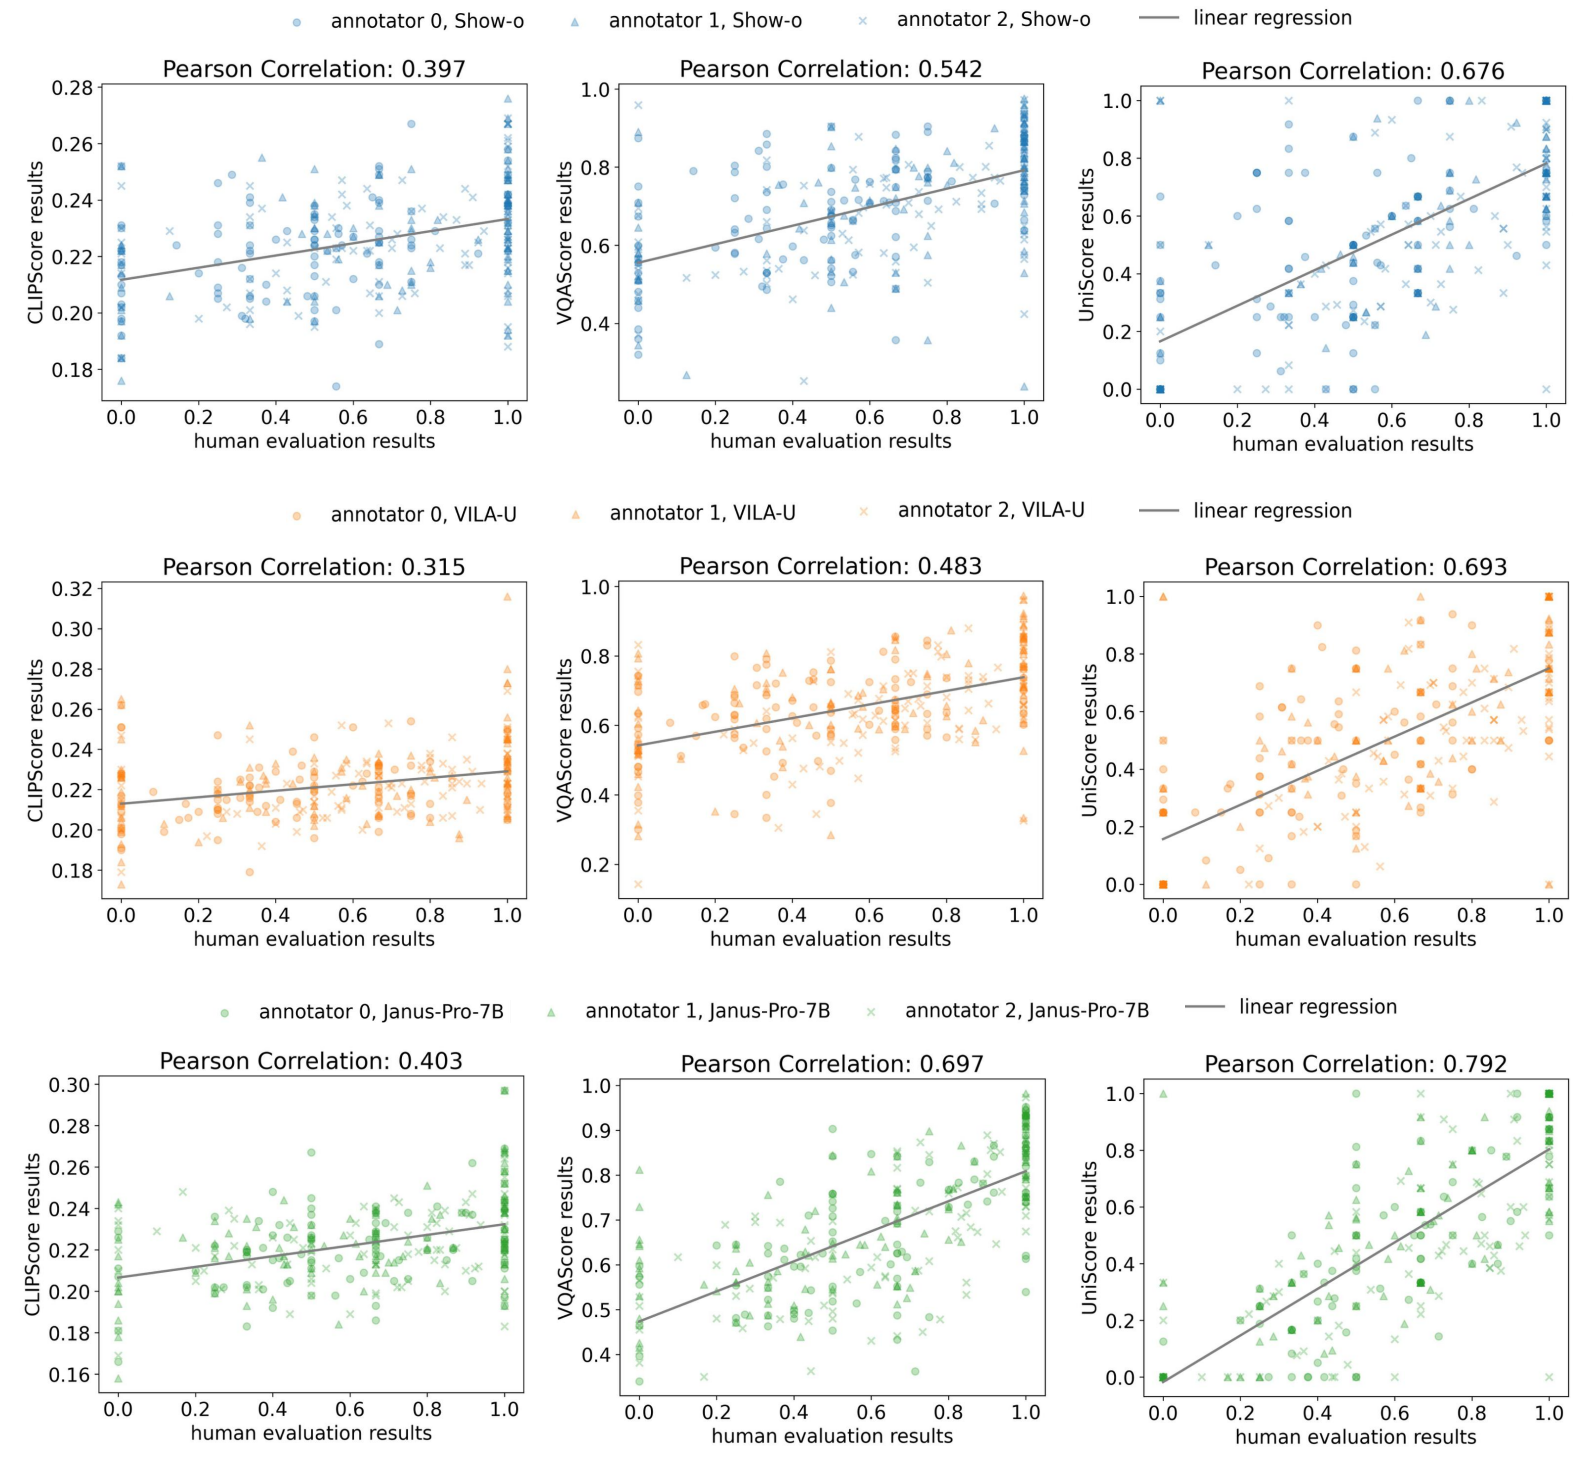 annotator 0, Show-o annotator 1, Show-o annotator 2, Show-o linear regression
Pearson Correlation: 0.397
0.28
0.26
0.24
0.22
0.20
0.18
CLIPScore results
0.0 0.2 0.4 0.6 0.8 1.0
human evaluation results
Pearson Correlation: 0.542
1.0
0.8
0.6
0.4
VQAScore results
0.0 0.2 0.4 0.6 0.8 1.0
human evaluation results
Pearson Correlation: 0.676
1.0
0.8
0.6
0.4
0.2
0.0
UniScore results
0.0 0.2 0.4 0.6 0.8 1.0
human evaluation results
annotator 0, VILA-U annotator 1, VILA-U annotator 2, VILA-U linear regression
Pearson Correlation: 0.315
0.32
0.30
0.28
0.26
0.24
0.22
0.20
0.18
CLIPScore results
0.0 0.2 0.4 0.6 0.8 1.0
human evaluation results
Pearson Correlation: 0.483
1.0
0.8
0.6
0.4
0.2
VQAScore results
0.0 0.2 0.4 0.6 0.8 1.0
human evaluation results
Pearson Correlation: 0.693
1.0
0.8
0.6
0.4
0.2
0.0
UniScore results
0.0 0.2 0.4 0.6 0.8 1.0
human evaluation results
annotator 0, Janus-Pro-7B annotator 1, Janus-Pro-7B annotator 2, Janus-Pro-7B linear regression
Pearson Correlation: 0.403
0.30
0.28
0.26
0.24
0.22
0.20
0.18
0.16
CLIPScore results
0.0 0.2 0.4 0.6 0.8 1.0
human evaluation results
Pearson Correlation: 0.697
1.0
0.9
0.8
0.7
0.6
0.5
0.4
VQAScore results
0.0 0.2 0.4 0.6 0.8 1.0
human evaluation results
Pearson Correlation: 0.792
1.0
0.8
0.6
0.4
0.2
0.0
UniScore results
0.0 0.2 0.4 0.6 0.8 1.0
human evaluation results